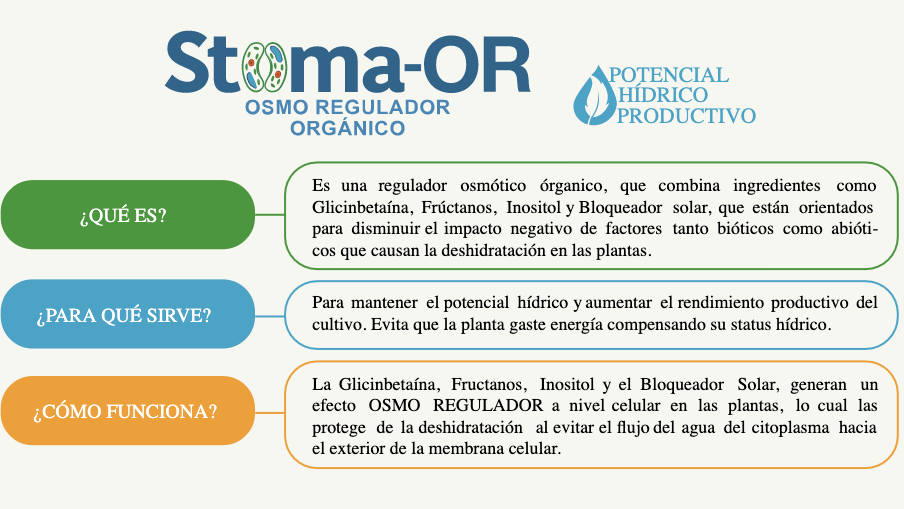 Stoma-OR
OSMO REGULADOR
ORGÁNICO
POTENCIAL
HÍDRICO
PRODUCTIVO
¿QUÉ ES?
Es una regulador osmótico órganico, que combina ingredientes como
Glicinbetaína, Frúctanos, Inositol y Bloqueador solar, que están orientados
para disminuir el impacto negativo de factores tanto bióticos como abióti-
cos que causan la deshidratación en las plantas.
¿PARA QUÉ SIRVE?
Para mantener el potencial hídrico y aumentar el rendimiento productivo del
cultivo. Evita que la planta gaste energía compensando su status hídrico.
¿CÓMO FUNCIONA?
La Glicinbetaína, Fructanos, Inositol y el Bloqueador Solar, generan un
efecto OSMO REGULADOR a nivel celular en las plantas, lo cual las
protege de la deshidratación al evitar el flujo del agua del citoplasma hacia
el exterior de la membrana celular.